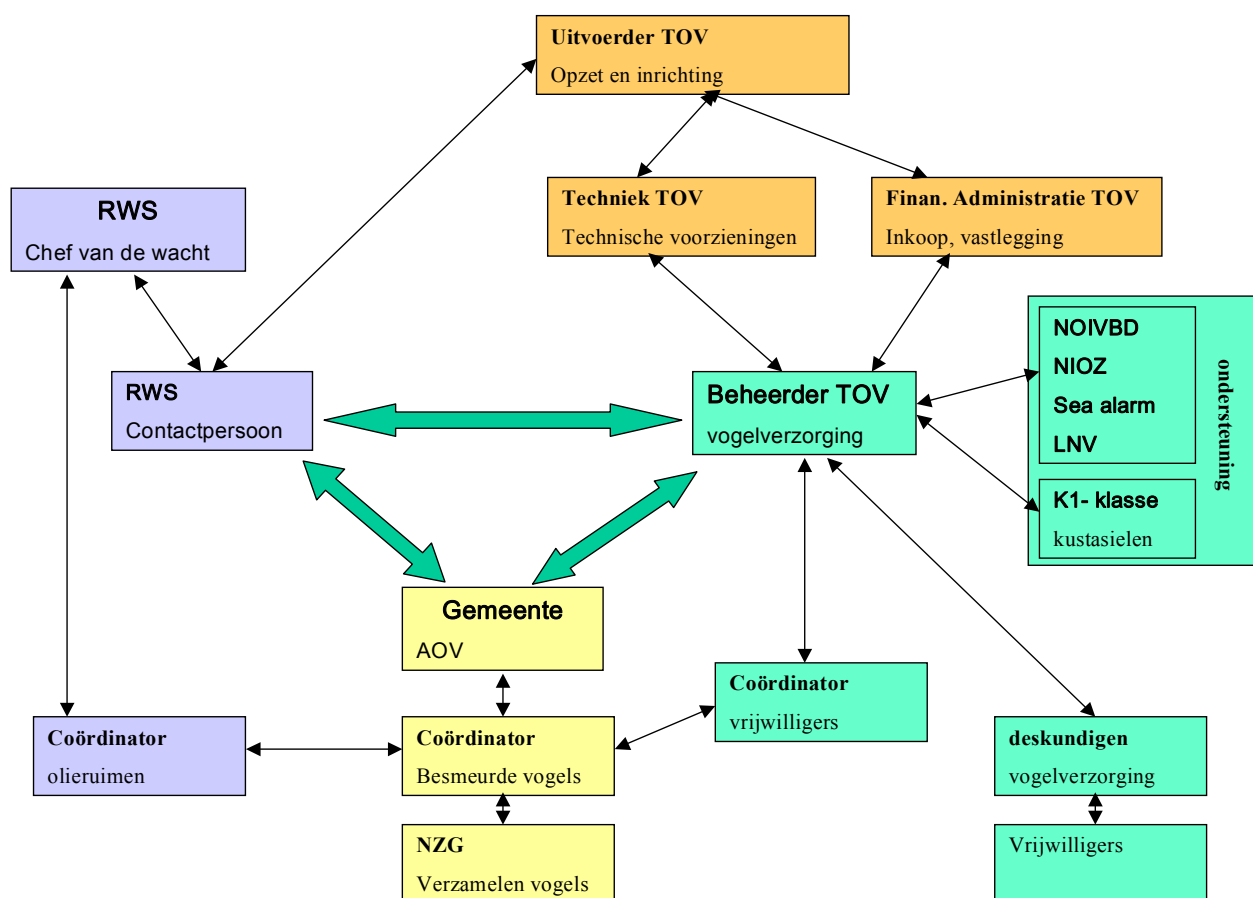 Uitvoerder TOV
Opzet en inrichting
Techniek TOV
Technische voorzieningen
Finan. Administratie TOV
Inkoop, vastlegging
RWS
Chef van de wacht
RWS
Contactpersoon
Beheerder TOV
vogelverzorging
NOIVBD
NIOZ
Sea alarm
LNV
K1- klasse
kustasielen
ondersteuning
Gemeente
AOV
Coördinator
vrijwilligers
Coördinator
olieruimen
Coördinator
Besmeurde vogels
deskundigen
vogelverzorging
NZG
Verzamelen vogels
Vrijwilligers